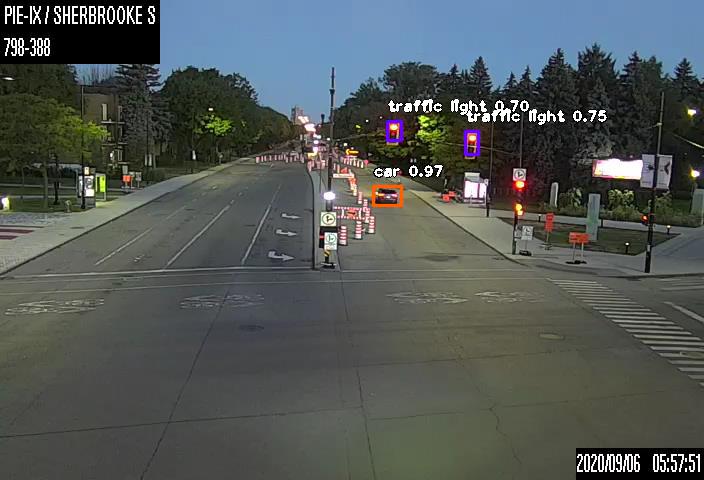 PIE-IX / SHERBROOKE S
798-388
traffic light 0.70
traffic light 0.75
car 0.97
2020/09/06 05:57:51